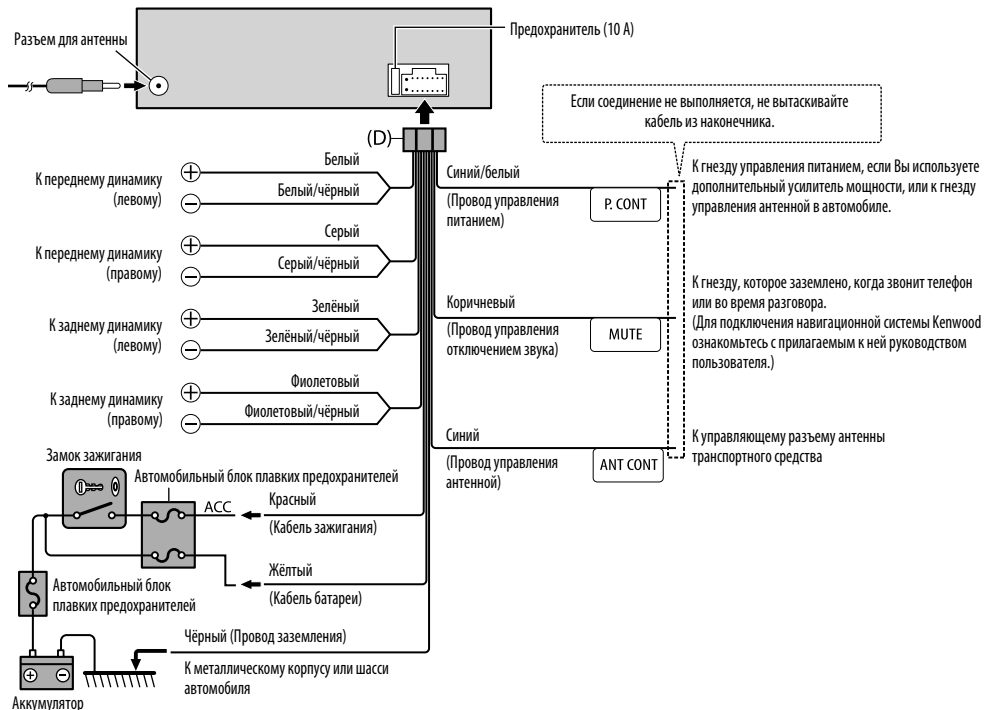 Разъем для антенны
Предохранитель (10 А)
Если соединение не выполняется, не вытаскивайте
кабель из наконечника.
(D)
К переднему динамику
(левому)
Белый
Белый/чёрный
К переднему динамику
(правому)
Серый
Серый/чёрный
К заднему динамику
(левому)
Зелёный
Зелёный/чёрный
К заднему динамику
(правому)
Фиолетовый
Фиолетовый/чёрный
Синий/белый
(Провод управления
питанием)
P. CONT
К гнезду управления питанием, если Вы используете
дополнительный усилитель мощности, или к гнезду
управления антенной в автомобиле.
Коричневый
(Провод управления
отключением звука)
MUTE
К гнезду, которое заземлено, когда звонит телефон
или во время разговора.
(Для подключения навигационной системы Kenwood
ознакомьтесь с прилагаемым к ней руководством
пользователя.)
Синий
(Провод управления
антенной)
ANT CONT
К управляющему разъему антенны
транспортного средства
Замок зажигания
Автомобильный блок плавких предохранителей
ACC
Красный
(Кабель зажигания)
Жёлтый
(Кабель батареи)
Автомобильный блок
плавких предохранителей
Чёрный (Провод заземления)
К металлическому корпусу или шасси
автомобиля
Аккумулятор